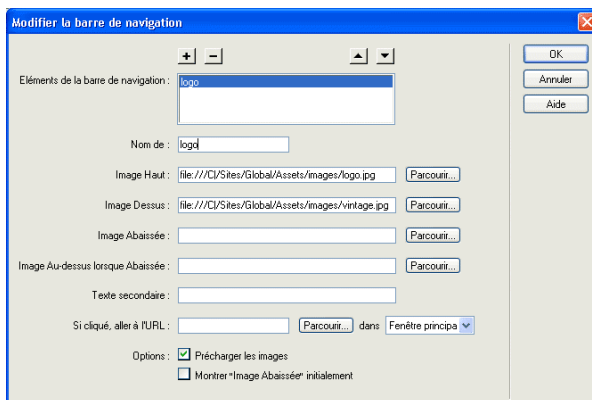 Modifier la barre de navigation
OK
Eléments de la barre de navigation : logo
Annuler
Aide
Nom de : logo
Image Haut : file:///C|/Sites/Global/Assets/images/logo.jpg Parcourir...
Image Dessus : file:///C|/Sites/Global/Assets/images/vintage.jpg Parcourir...
Image Abaissée : Parcourir...
Image Au-dessus lorsque Abaissée : Parcourir...
Texte secondaire :
Si cliqué, aller à l'URL : Parcourir... dans Fenêtre principa
Options : Précharger les images
Montrer "Image Abaissée" initialement